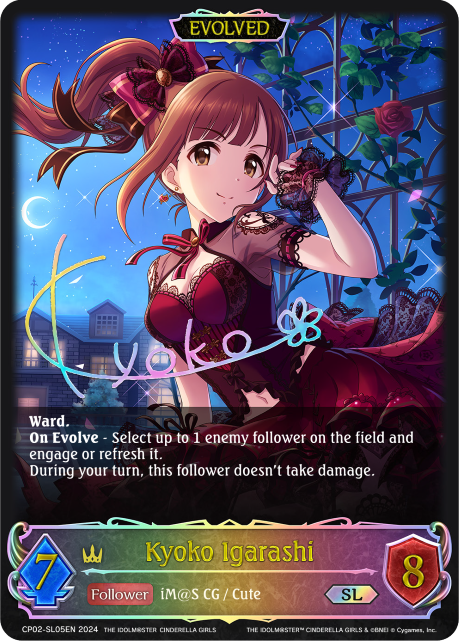 EVOLVED
Kyoko
Ward.
On Evolve - Select up to 1 enemy follower on the field and
engage or refresh it.
During your turn, this follower doesn't take damage.
Kyoko Igarashi
7
Follower iM@S CG / Cute
SL
8
CP02-SL05EN 2024 THE IDOLM@STER CINDERELLA GIRLS
THE IDOLM@STER™ CINDERELLA GIRLS & ©BNEI © Cygames, Inc.